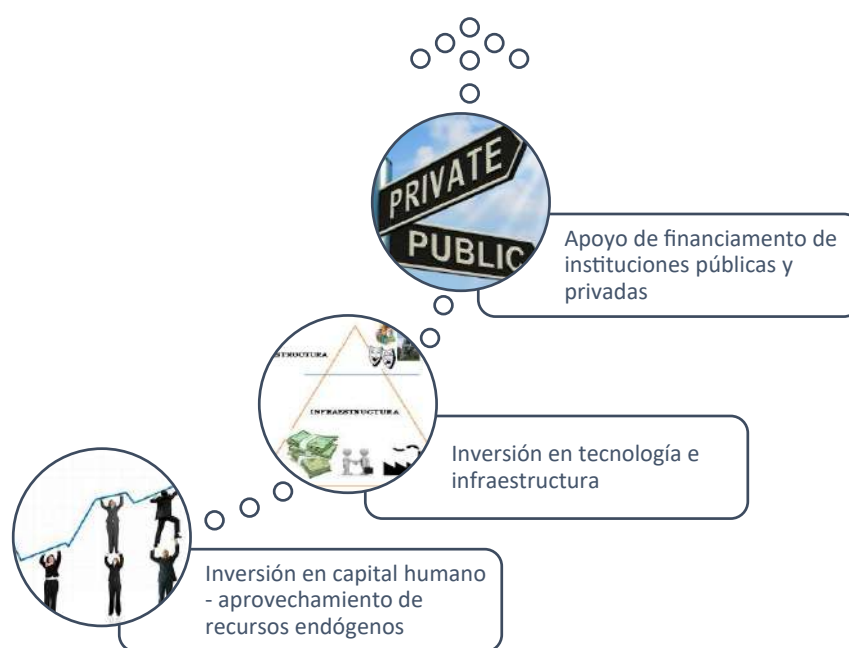 PRIVATE
PUBLIC
Apoyo de financiamento de
instituciones públicas y
privadas
STRUCTURA
INFRAESTRUCTURA
Inversión en tecnología e
infraestructura
Inversión en capital humano
- aprovechamiento de
recursos endógenos